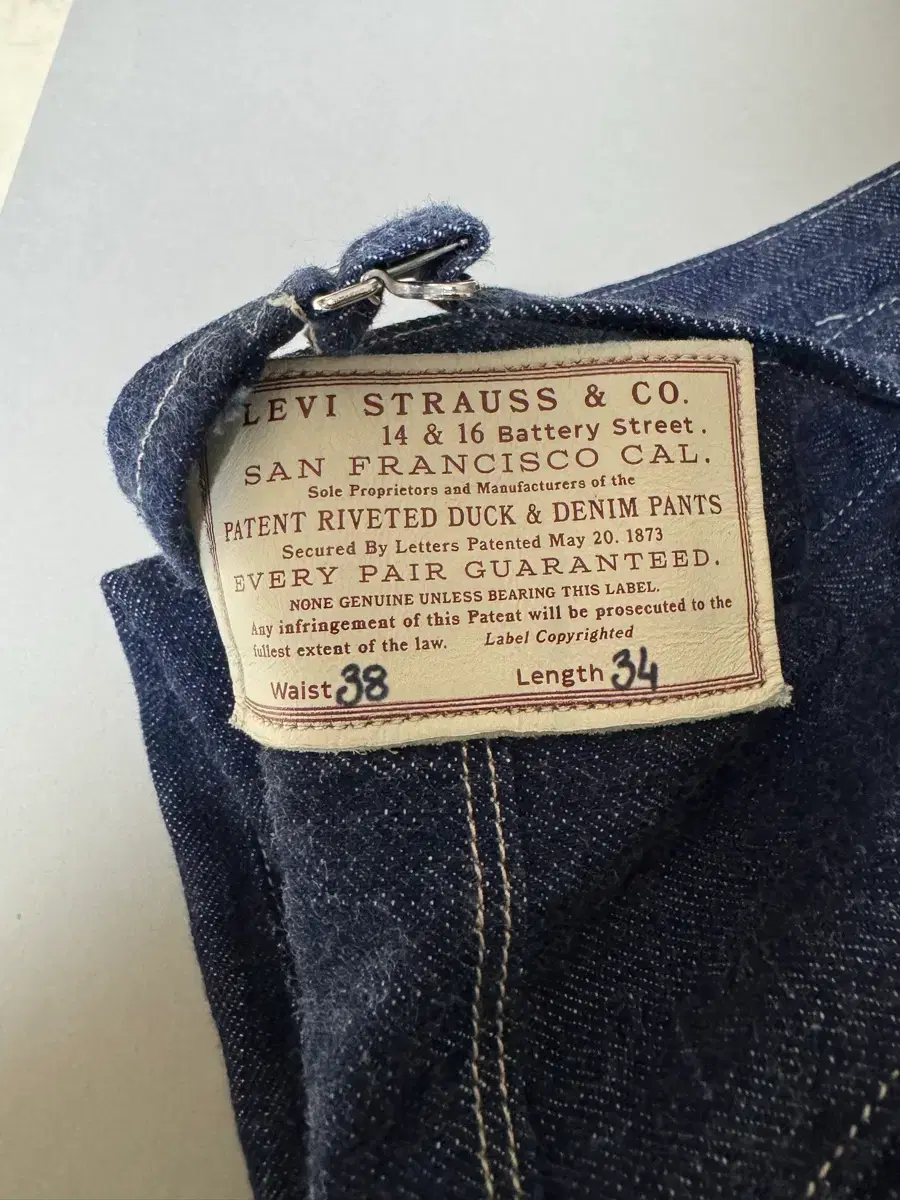 LEVI STRAUSS & CO.
14 & 16 Battery Street.
SAN FRANCISCO CAL.
Sole Proprietors and Manufacturers of the
PATENT RIVETED DUCK & DENIM PANTS
Secured By Letters Patented May 20. 1873
EVERY PAIR GUARANTEED.
NONE GENUINE UNLESS BEARING THIS LABEL.
Any infringement of this Patent will be prosecuted to the
fullest extent of the law. Label Copyrighted
Waist 38 Length 34